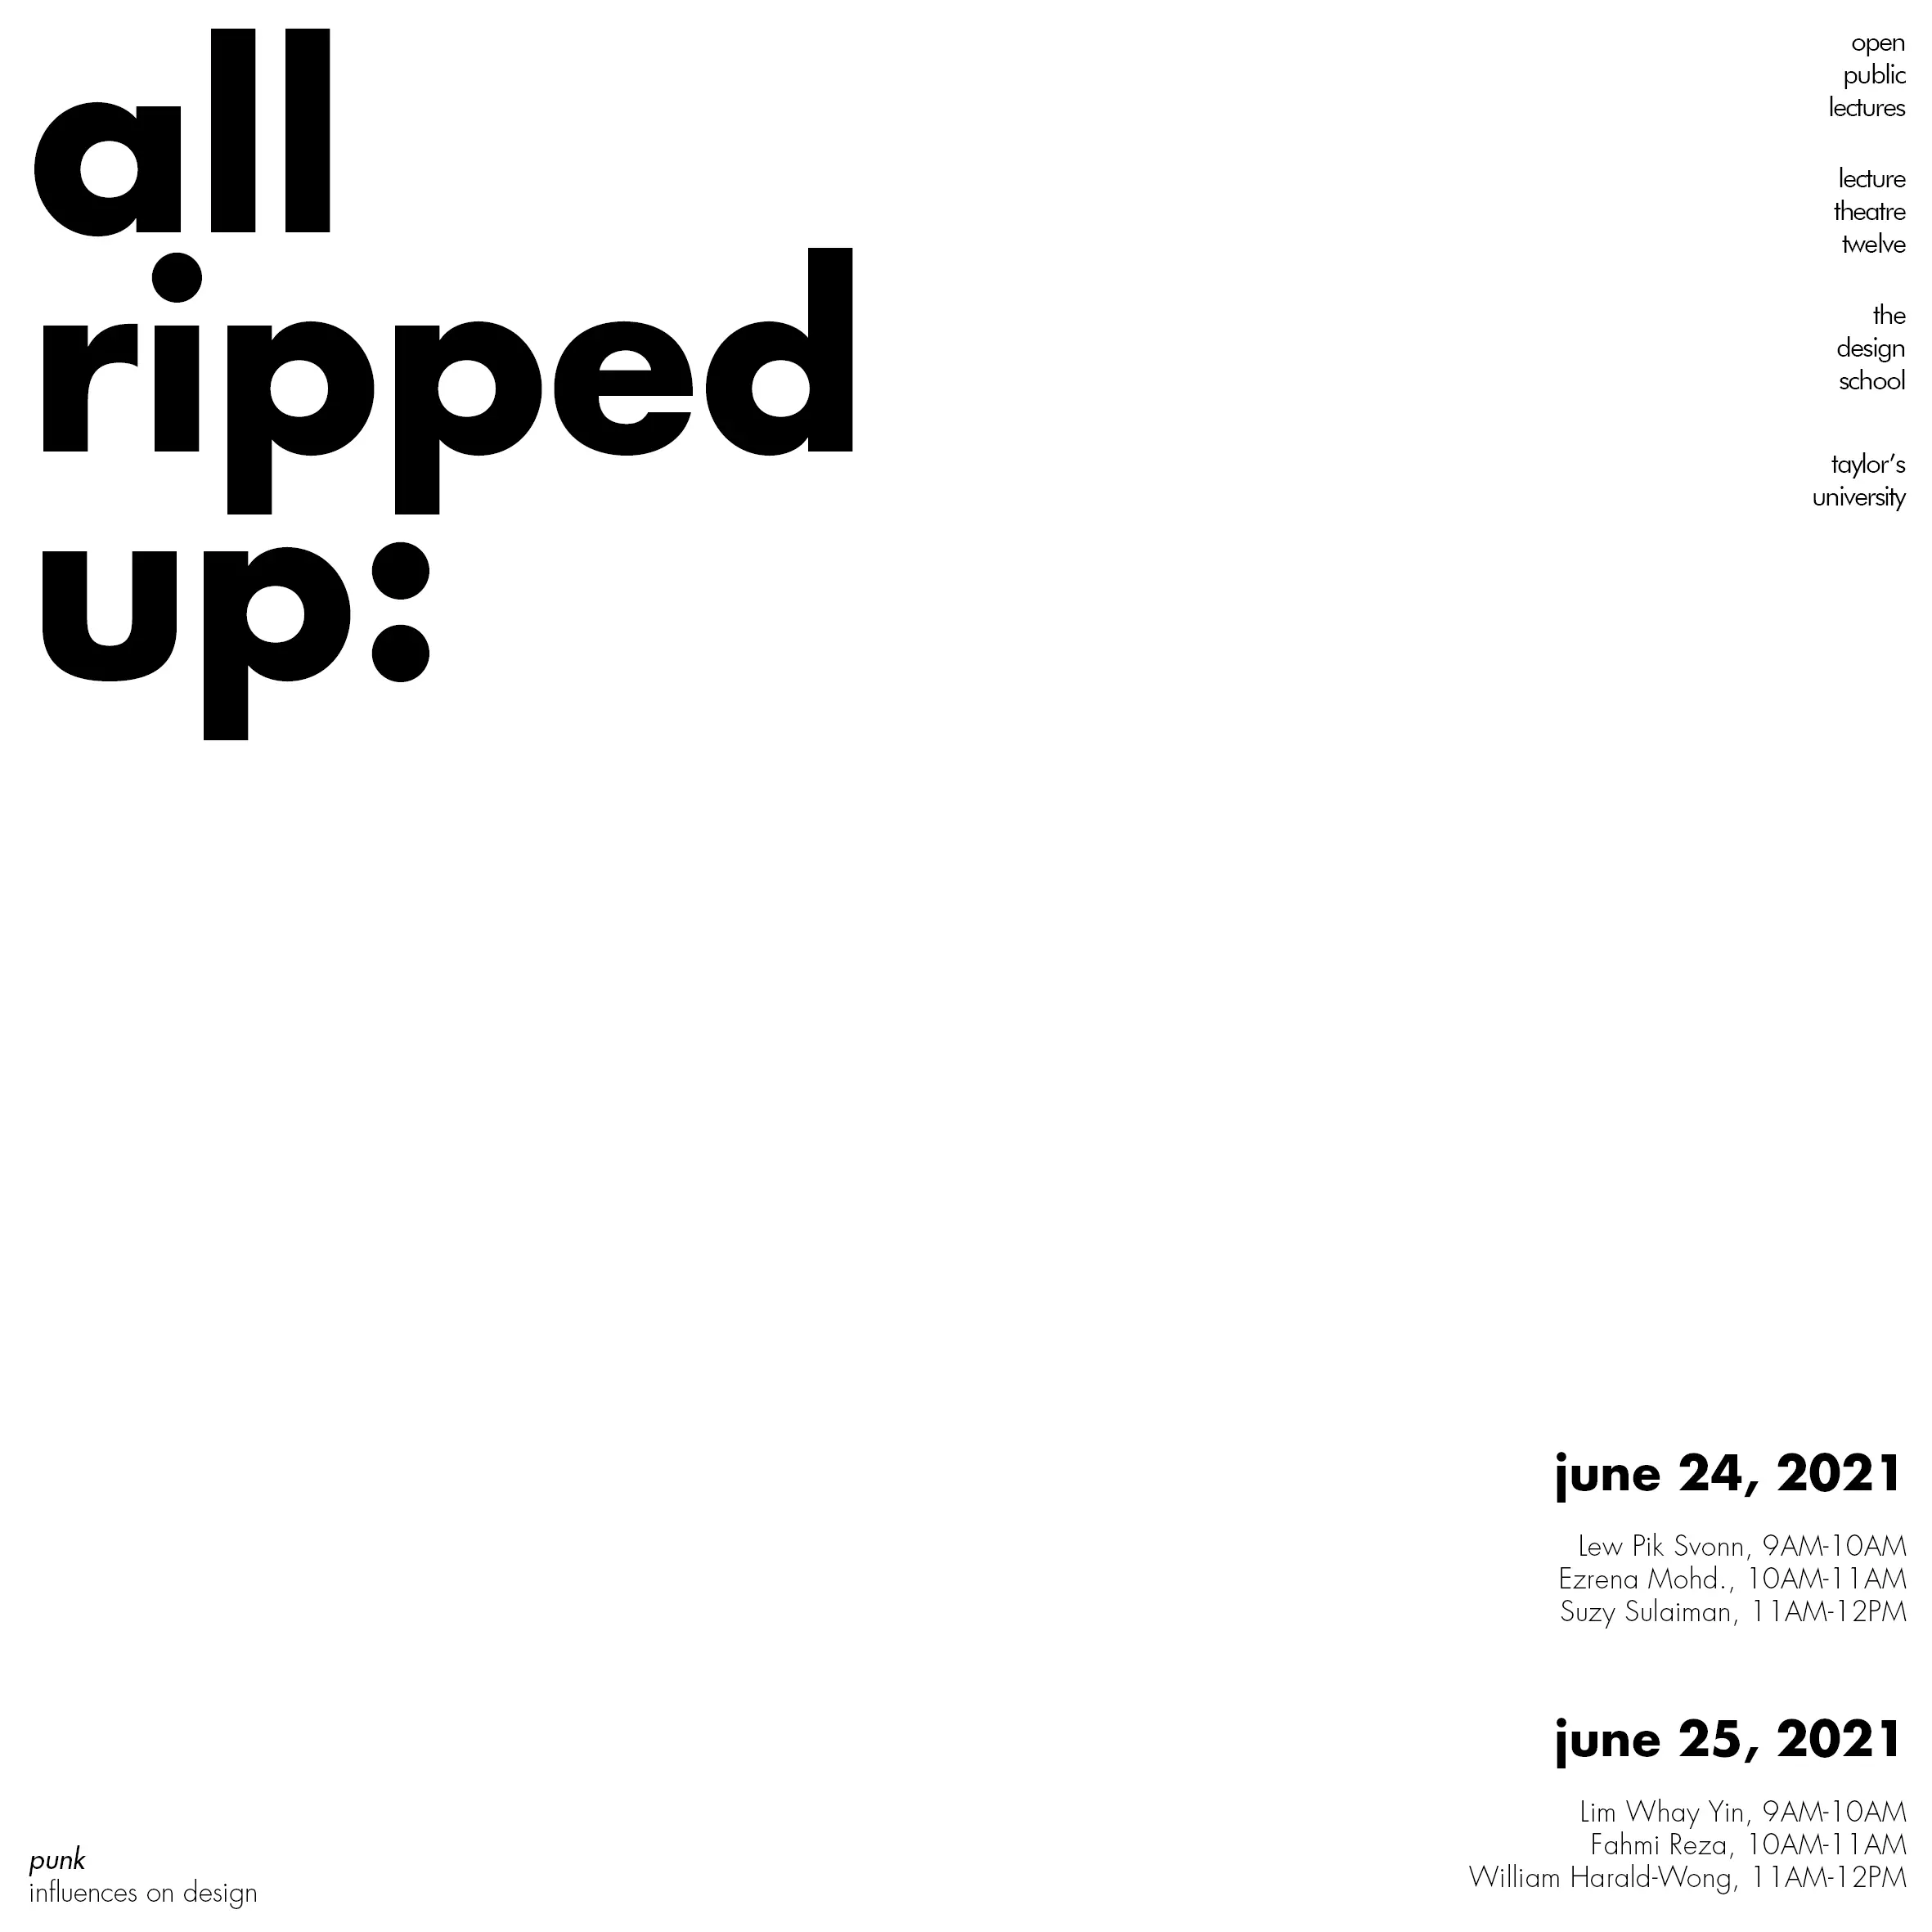 all
ripped
up:
open
public
lectures
lecture
theatre
twelve
the
design
school
taylor’s
university
june 24, 2021
Lew Pik Svonn, 9AM-10AM
Ezrena Mohd., 10AM-11AM
Suzy Sulaiman, 11AM-12PM
june 25, 2021
Lim Whay Yin, 9AM-10AM
Fahmi Reza, 10AM-11AM
William Harald-Wong, 11AM-12PM
punk
influences on design